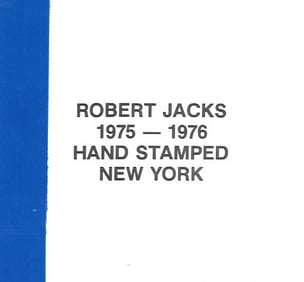 ROBERT JACKS
1975 — 1976
HAND STAMPED
NEW YORK